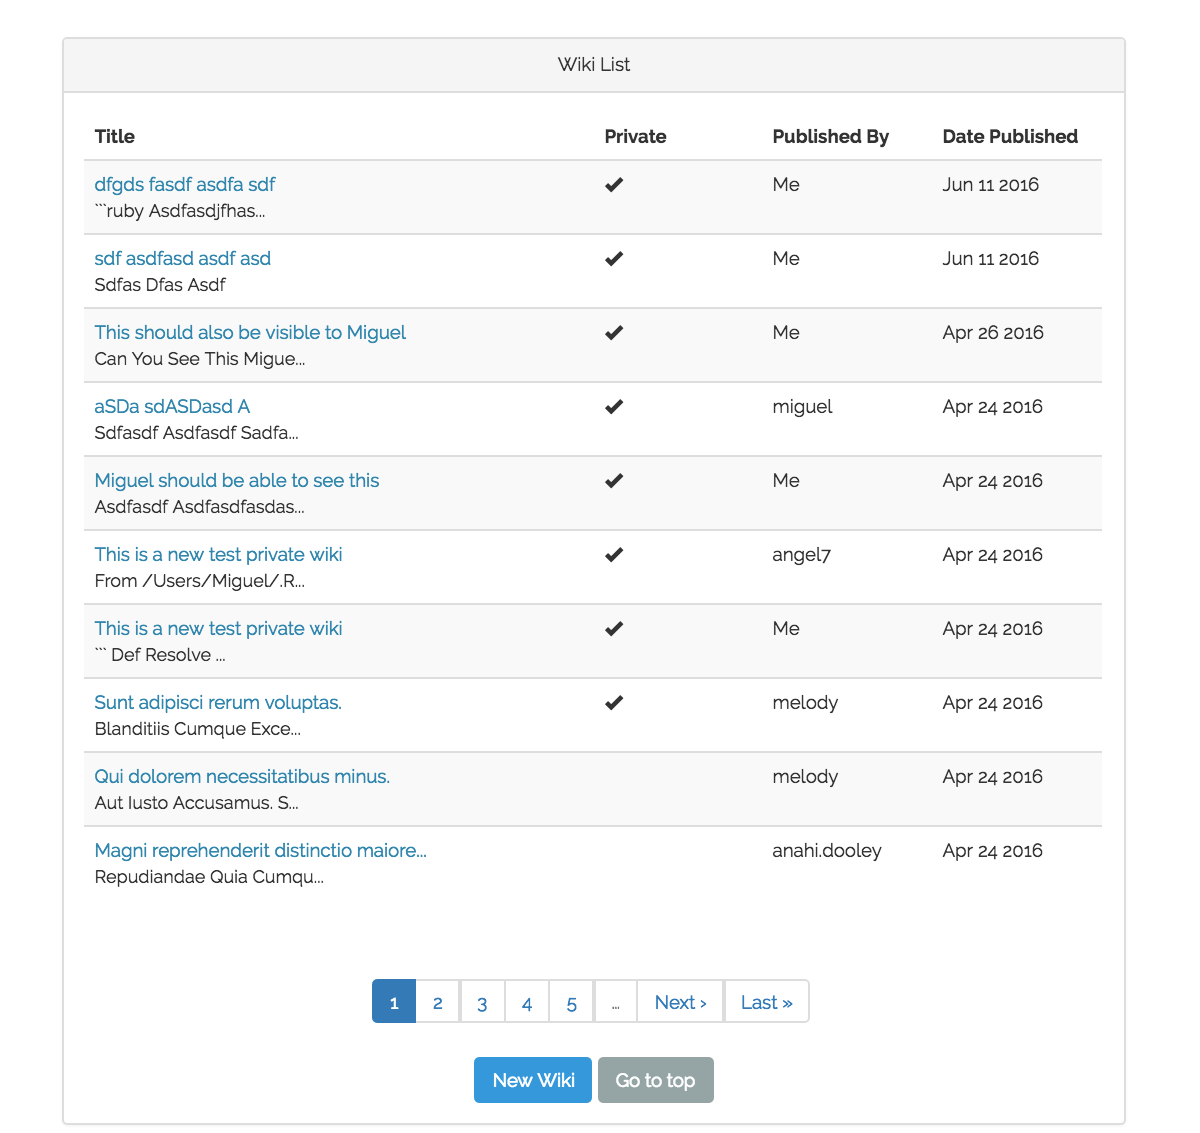 Wiki List
Title Private Published By Date Published
dfgds fasdf asdfa sdf ✔ Me Jun 11 2016
```ruby Asdfasdjfhas...
sdf asdfasd asdf asd ✔ Me Jun 11 2016
Sdfas Dfas Asdf
This should also be visible to Miguel ✔ Me Apr 26 2016
Can You See This Migue...
aSDa sdASDasd A ✔ miguel Apr 24 2016
Sdfasdf Asdfasdf Sadfa...
Miguel should be able to see this ✔ Me Apr 24 2016
Asdfasdf Asdfasdfasdas...
This is a new test private wiki ✔ angel7 Apr 24 2016
From /Users/Miguel/.R...
This is a new test private wiki ✔ Me Apr 24 2016
``` Def Resolve ...
Sunt adipisci rerum voluptas. ✔ melody Apr 24 2016
Blanditiis Cumque Exce...
Qui dolorem necessitatibus minus. melody Apr 24 2016
Aut Iusto Accusamus. S...
Magni reprehenderit distinctio maiore... anahi.dooley Apr 24 2016
Repudiandae Quia Cumqu...
1 2 3 4 5 ... Next › Last »
New Wiki Go to top